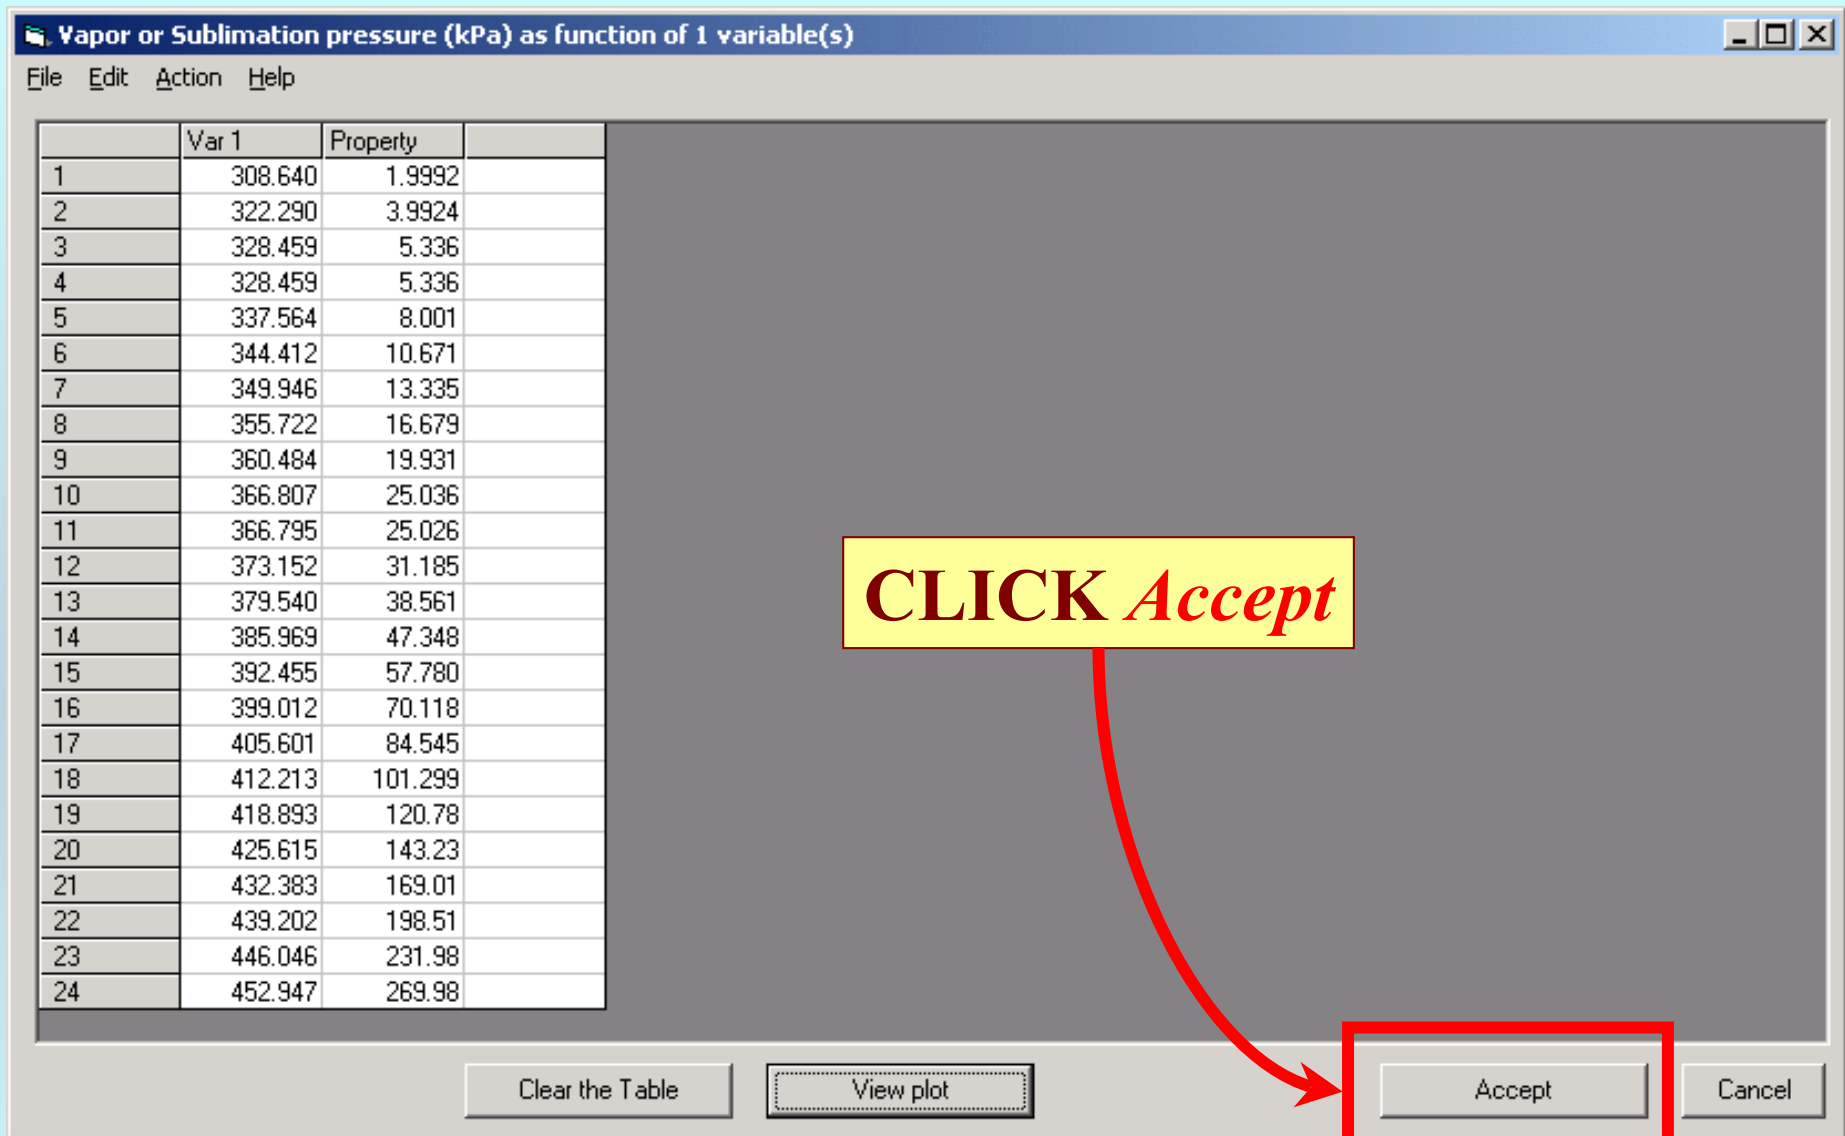 Vapor or Sublimation pressure (kPa) as function of 1 variable(s)
File Edit Action Help
Var 1 Property
1 308.640 1.9992
2 322.290 3.9924
3 328.459 5.336
4 328.459 5.336
5 337.564 8.001
6 344.412 10.671
7 349.946 13.335
8 355.722 16.679
9 360.484 19.931
10 366.807 25.036
11 366.795 25.026
12 373.152 31.185
13 379.540 38.561
14 385.969 47.348
15 392.455 57.780
16 399.012 70.118
17 405.601 84.545
18 412.213 101.299
19 418.893 120.78
20 425.615 143.23
21 432.383 169.01
22 439.202 198.51
23 446.046 231.98
24 452.947 269.98
CLICK Accept
Clear the Table View plot Accept Cancel